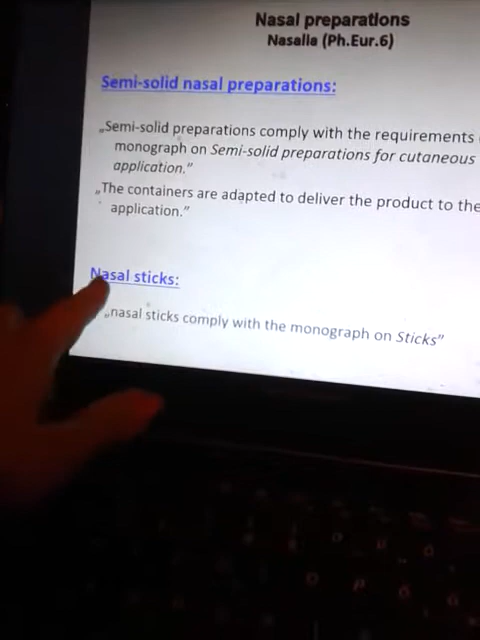 Nasal preparations
Nasalia (Ph.Eur.6)
Semi-solid nasal preparations:
„Semi-solid preparations comply with the requirements
monograph on Semi-solid preparations for cutaneous
application.”
„The containers are adapted to deliver the product to the
application.”
Nasal sticks:
„nasal sticks comply with the monograph on Sticks”